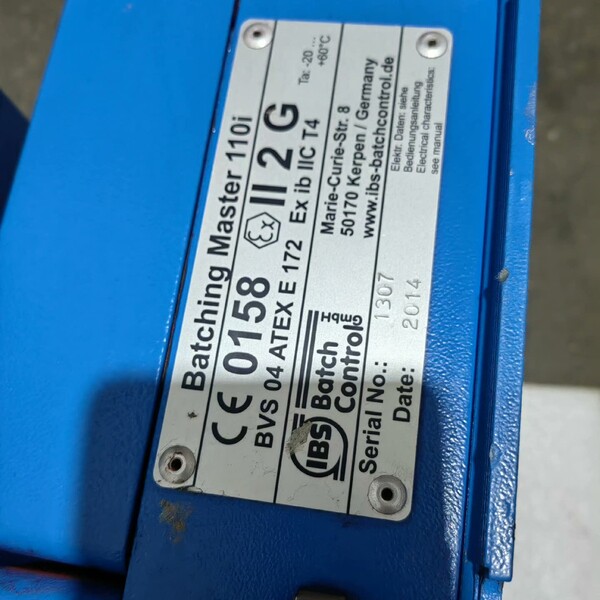 Batching Master 110i
CE 0158 Ex II 2 G
BVS 04 ATEX E 172 Ex ib IIC T4
Ta: -20 ... +60°C
IBS Batch Control GmbH
Marie-Curie-Str. 8
50170 Kerpen / Germany
www.ibs-batchcontrol.de
Serial No.: 1307
Date: 2014
Elektr. Daten: siehe
Bedienungsanleitung
Electrical characteristics:
see manual